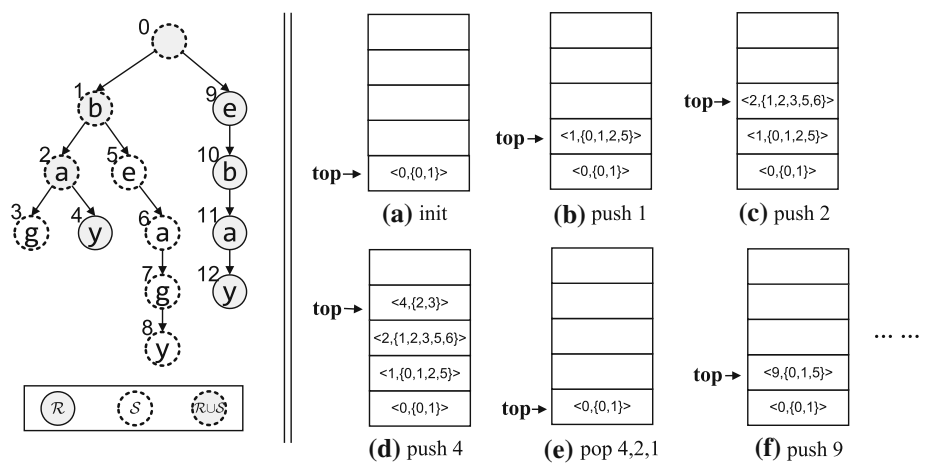 0
1 b
9 e
2 a
5 e
10 b
3 g
4 y
6 a
11 a
7 g
12 y
8 y
R S R∪S
top <0,{0,1}>
(a) init
top <1,{0,1,2,5}>
<0,{0,1}>
(b) push 1
top <2,{1,2,3,5,6}>
<1,{0,1,2,5}>
<0,{0,1}>
(c) push 2
top <4,{2,3}>
<2,{1,2,3,5,6}>
<1,{0,1,2,5}>
<0,{0,1}>
(d) push 4
top <0,{0,1}>
(e) pop 4,2,1
top <9,{0,1,5}>
<0,{0,1}>
(f) push 9
... ...